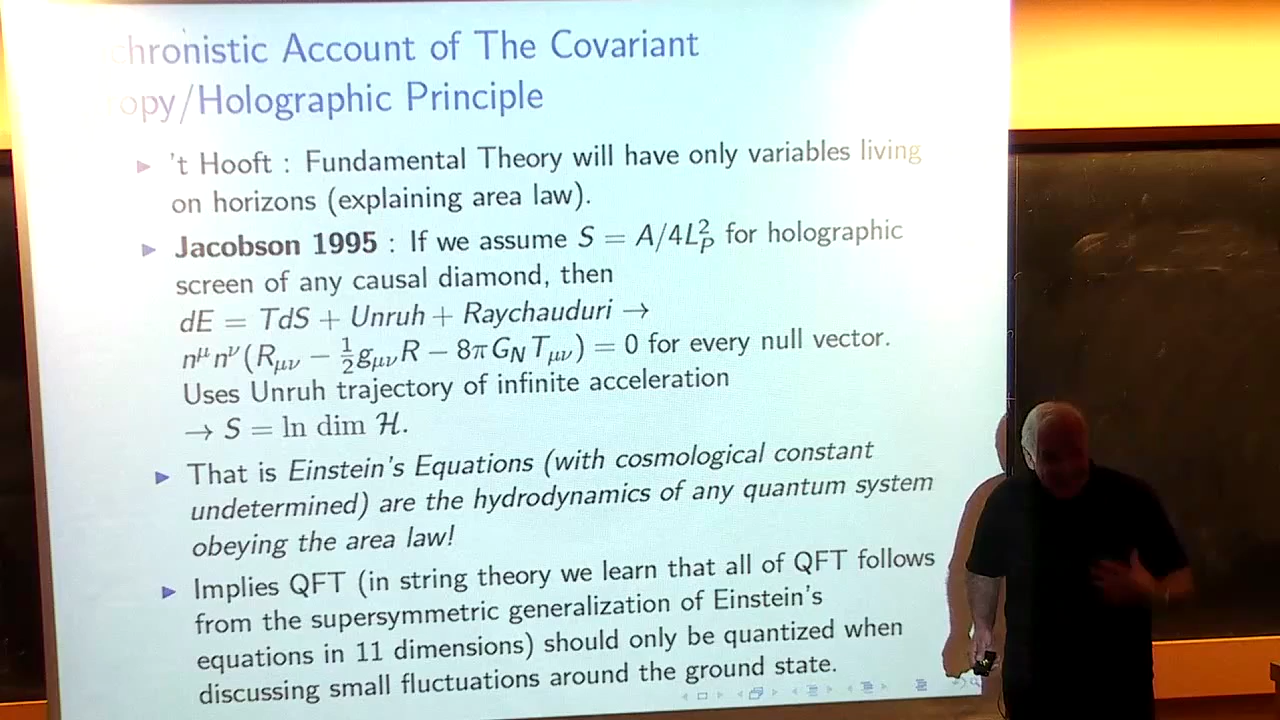 Account of The Covariant
/Holographic Principle
't Hooft : Fundamental Theory will have only variables living
on horizons (explaining area law).
Jacobson 1995 : If we assume S = A/4L_P^2 for holographic
screen of any causal diamond, then
dE = TdS + Unruh + Raychauduri →
n^μ n^ν (R_μν − 1/2 g_μν R − 8πG_N T_μν) = 0 for every null vector.
Uses Unruh trajectory of infinite acceleration
→ S = ln dim ℋ.
That is Einstein's Equations (with cosmological constant
undetermined) are the hydrodynamics of any quantum system
obeying the area law!
Implies QFT (in string theory we learn that all of QFT follows
from the supersymmetric generalization of Einstein's
equations in 11 dimensions) should only be quantized when
discussing small fluctuations around the ground state.